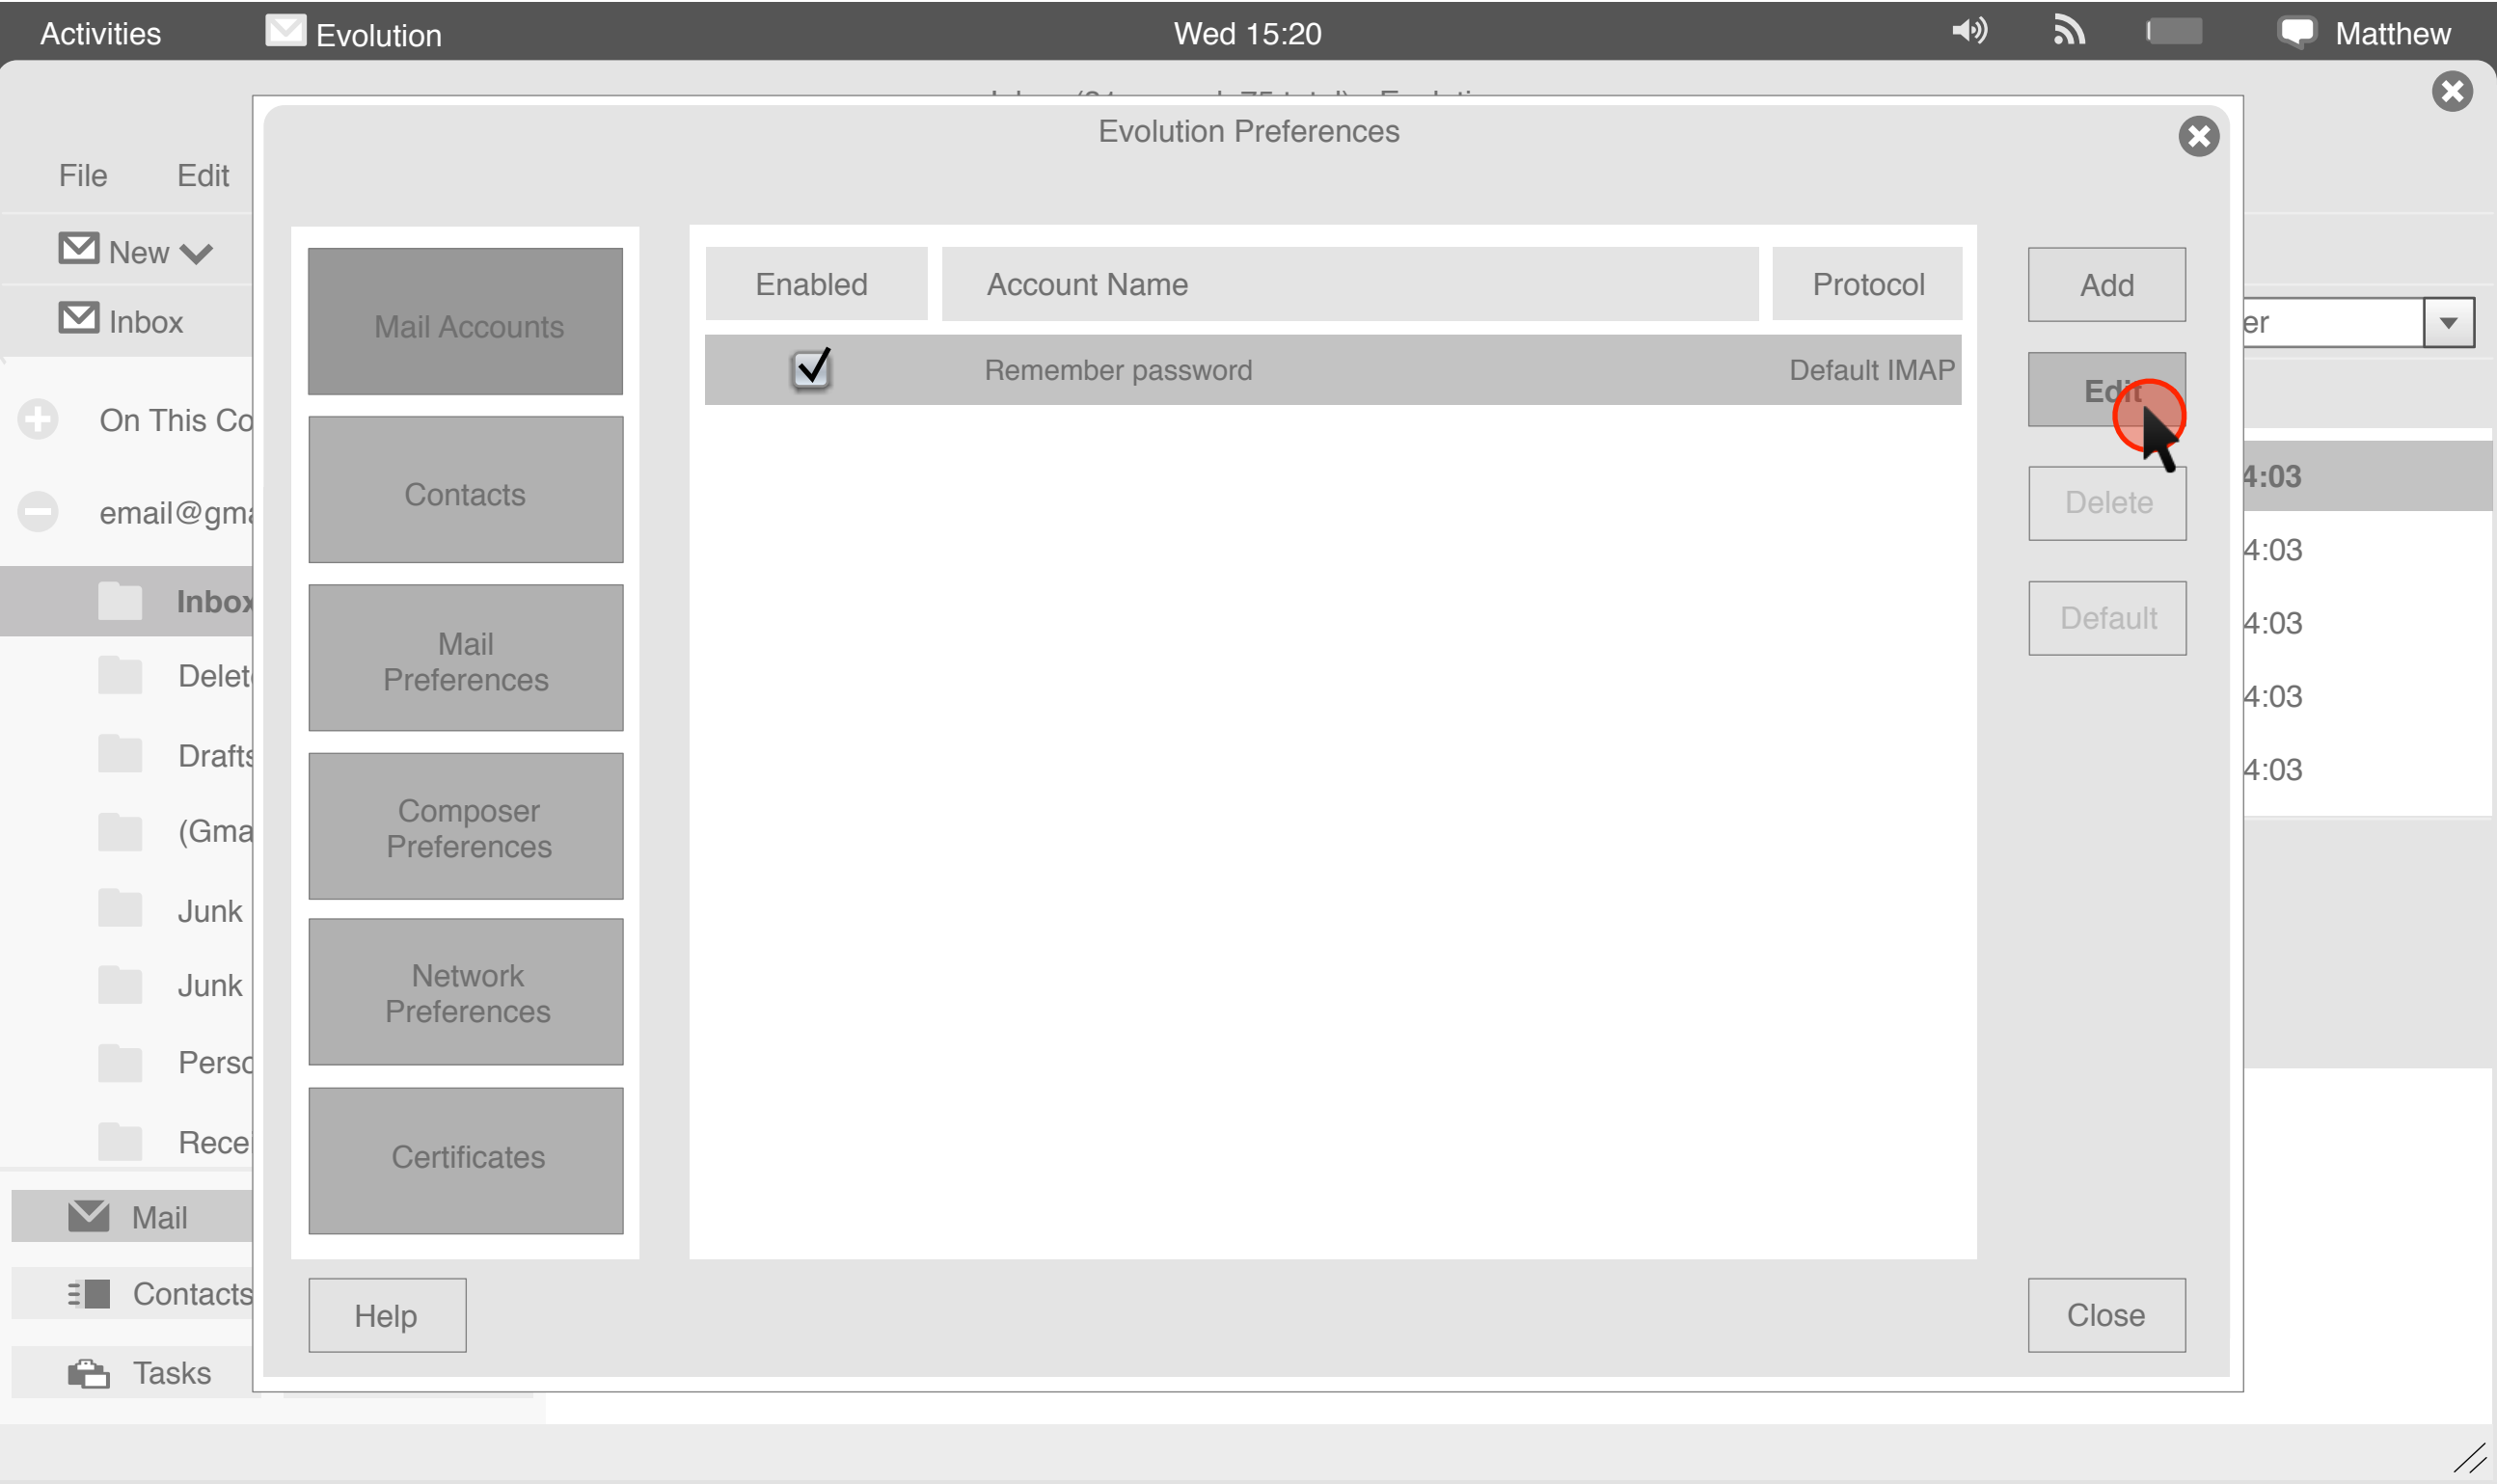 Activities
Evolution
Wed 15:20
Matthew
Evolution Preferences
File
Edit
New
Inbox
er
On This Co
email@gma
Inbox
Delet
Drafts
(Gma
Junk
Junk
Perso
Recei
Mail
Contacts
Tasks
Mail Accounts
Contacts
Mail
Preferences
Composer
Preferences
Network
Preferences
Certificates
Enabled
Account Name
Protocol
Remember password
Default IMAP
Add
Edit
Delete
Default
4:03
4:03
4:03
4:03
4:03
Help
Close